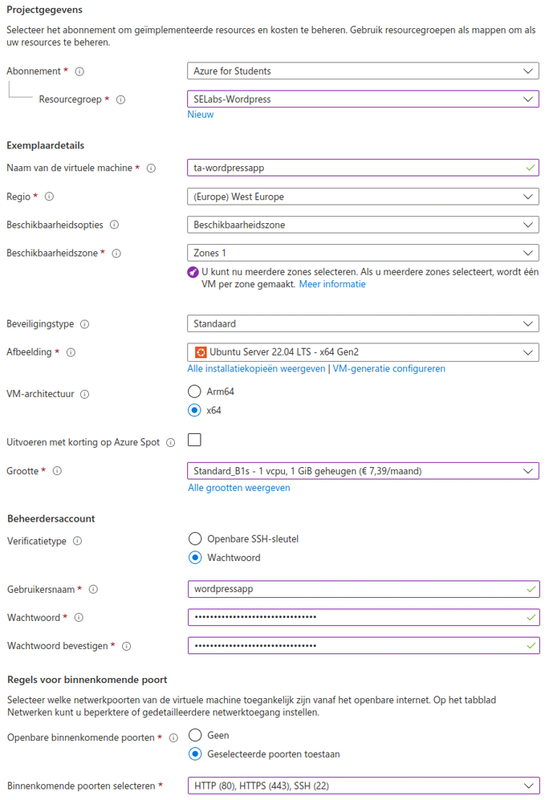 Projectgegevens
Selecteer het abonnement om geïmplementeerde resources en kosten te beheren. Gebruik resourcegroepen als mappen om als
uw resources te beheren.
Abonnement *
Azure for Students
Resourcegroep *
SELabs-Wordpress
Nieuw
Exemplaardetails
Naam van de virtuele machine *
ta-wordpressapp
Regio *
(Europe) West Europe
Beschikbaarheidsopties
Beschikbaarheidszone
Beschikbaarheidszone *
Zones 1
U kunt nu meerdere zones selecteren. Als u meerdere zones selecteert, wordt één
VM per zone gemaakt. Meer informatie
Beveiligingstype
Standaard
Afbeelding *
Ubuntu Server 22.04 LTS - x64 Gen2
Alle installatiekopieën weergeven | VM-generatie configureren
VM-architectuur
Arm64
x64
Uitvoeren met korting op Azure Spot
Grootte *
Standard_B1s - 1 vcpu, 1 GiB geheugen (€ 7,39/maand)
Alle grootten weergeven
Beheerdersaccount
Verificatietype
Openbare SSH-sleutel
Wachtwoord
Gebruikersnaam *
wordpressapp
Wachtwoord *
Wachtwoord bevestigen *
Regels voor binnenkomende poort
Selecteer welke netwerkpoorten van de virtuele machine toegankelijk zijn vanaf het openbare internet. Op het tabblad
Netwerken kunt u beperktere of gedetailleerdere netwerktoegang instellen.
Openbare binnenkomende poorten *
Geen
Geselecteerde poorten toestaan
Binnenkomende poorten selecteren *
HTTP (80), HTTPS (443), SSH (22)